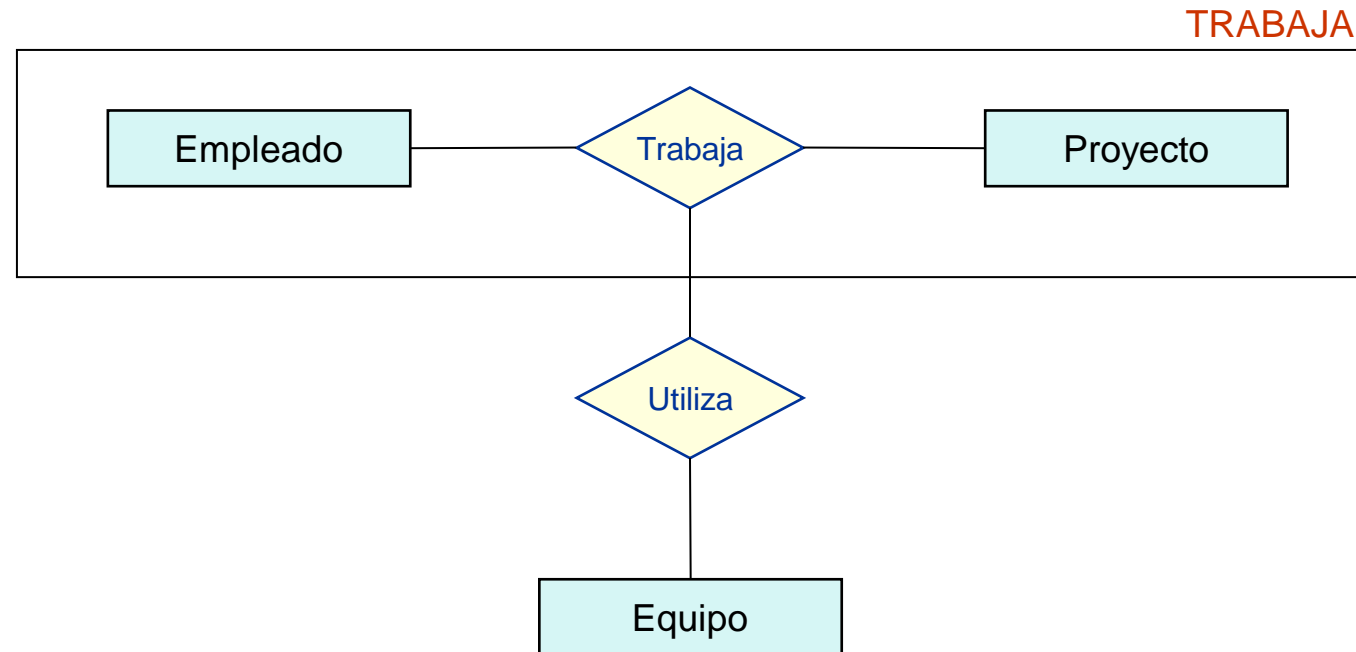 TRABAJA
Empleado
Trabaja
Proyecto
Utiliza
Equipo